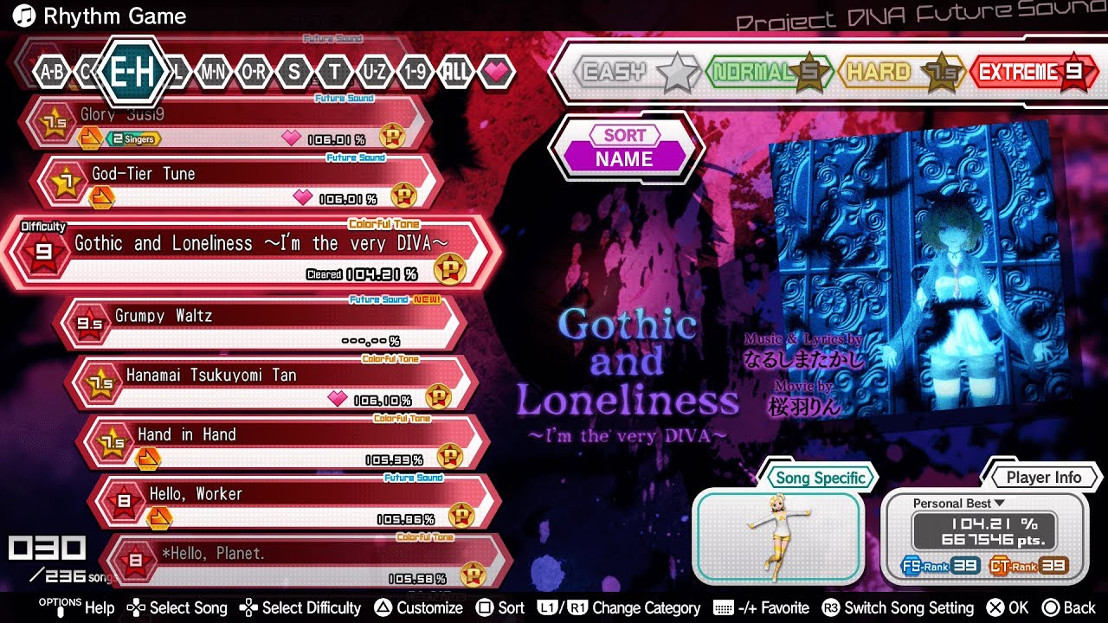 Rhythm Game
Project DIVA Future Sound
Future Sound
A-B
E-H
M-N
O-R
S
T
U-Z
1-9
ALL
EASY
NORMAL 5
HARD 7.5
EXTREME 9
Future Sound
7.5
Glory 3usi9
2 Singers
106.01 %
P
SORT
NAME
Future Sound
7
God-Tier Tune
106.01 %
P
Difficulty
Colorful Tone
9
Gothic and Loneliness ～I'm the very DIVA～
Cleared 104.21 %
P
Future Sound NEW!
9.5
Grumpy Waltz
---.-- %
Colorful Tone
7.5
Hanamai Tsukuyomi Tan
106.10 %
P
Colorful Tone
7.5
Hand in Hand
105.39 %
P
Future Sound
8
Hello, Worker
105.86 %
P
Colorful Tone
8
*Hello, Planet.
105.58 %
P
030
/236 songs
Gothic
and
Loneliness
～I'm the very DIVA～
Music & Lyrics by
なるしまたかし
Movie by
桜羽りん
Song Specific
Player Info
Personal Best▼
104.21 %
667546 pts.
FS-Rank 39
CT-Rank 39
OPTIONS Help
Select Song
Select Difficulty
Customize
Sort
L1/R1 Change Category
-/+ Favorite
R3 Switch Song Setting
OK
Back